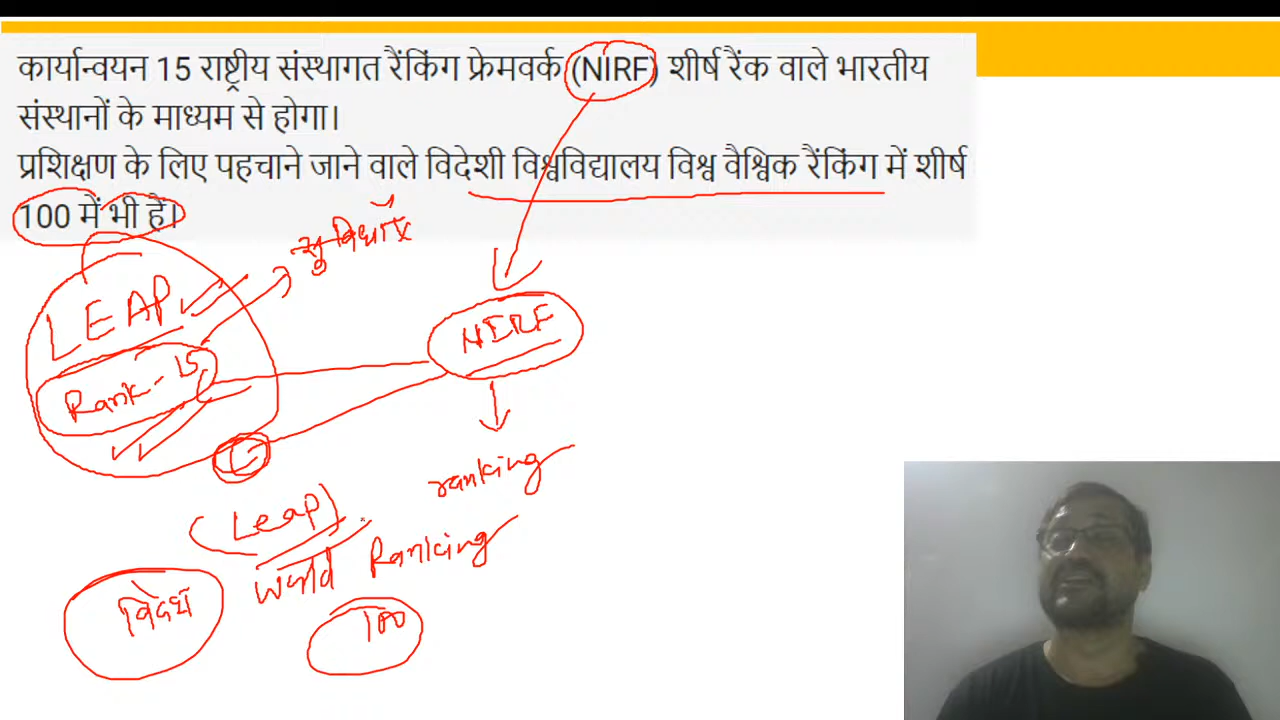 कार्यान्वयन 15 राष्ट्रीय संस्थागत रैंकिंग फ्रेमवर्क (NIRF) शीर्ष रैंक वाले भारतीय
संस्थानों के माध्यम से होगा।
प्रशिक्षण के लिए पहचाने जाने वाले विदेशी विश्वविद्यालय विश्व वैश्विक रैंकिंग में शीर्ष
100 में भी हैं।
सुविधाएँ
LEAP
NIRF
Rank - 15
ranking
(Leap)
World Ranking
100